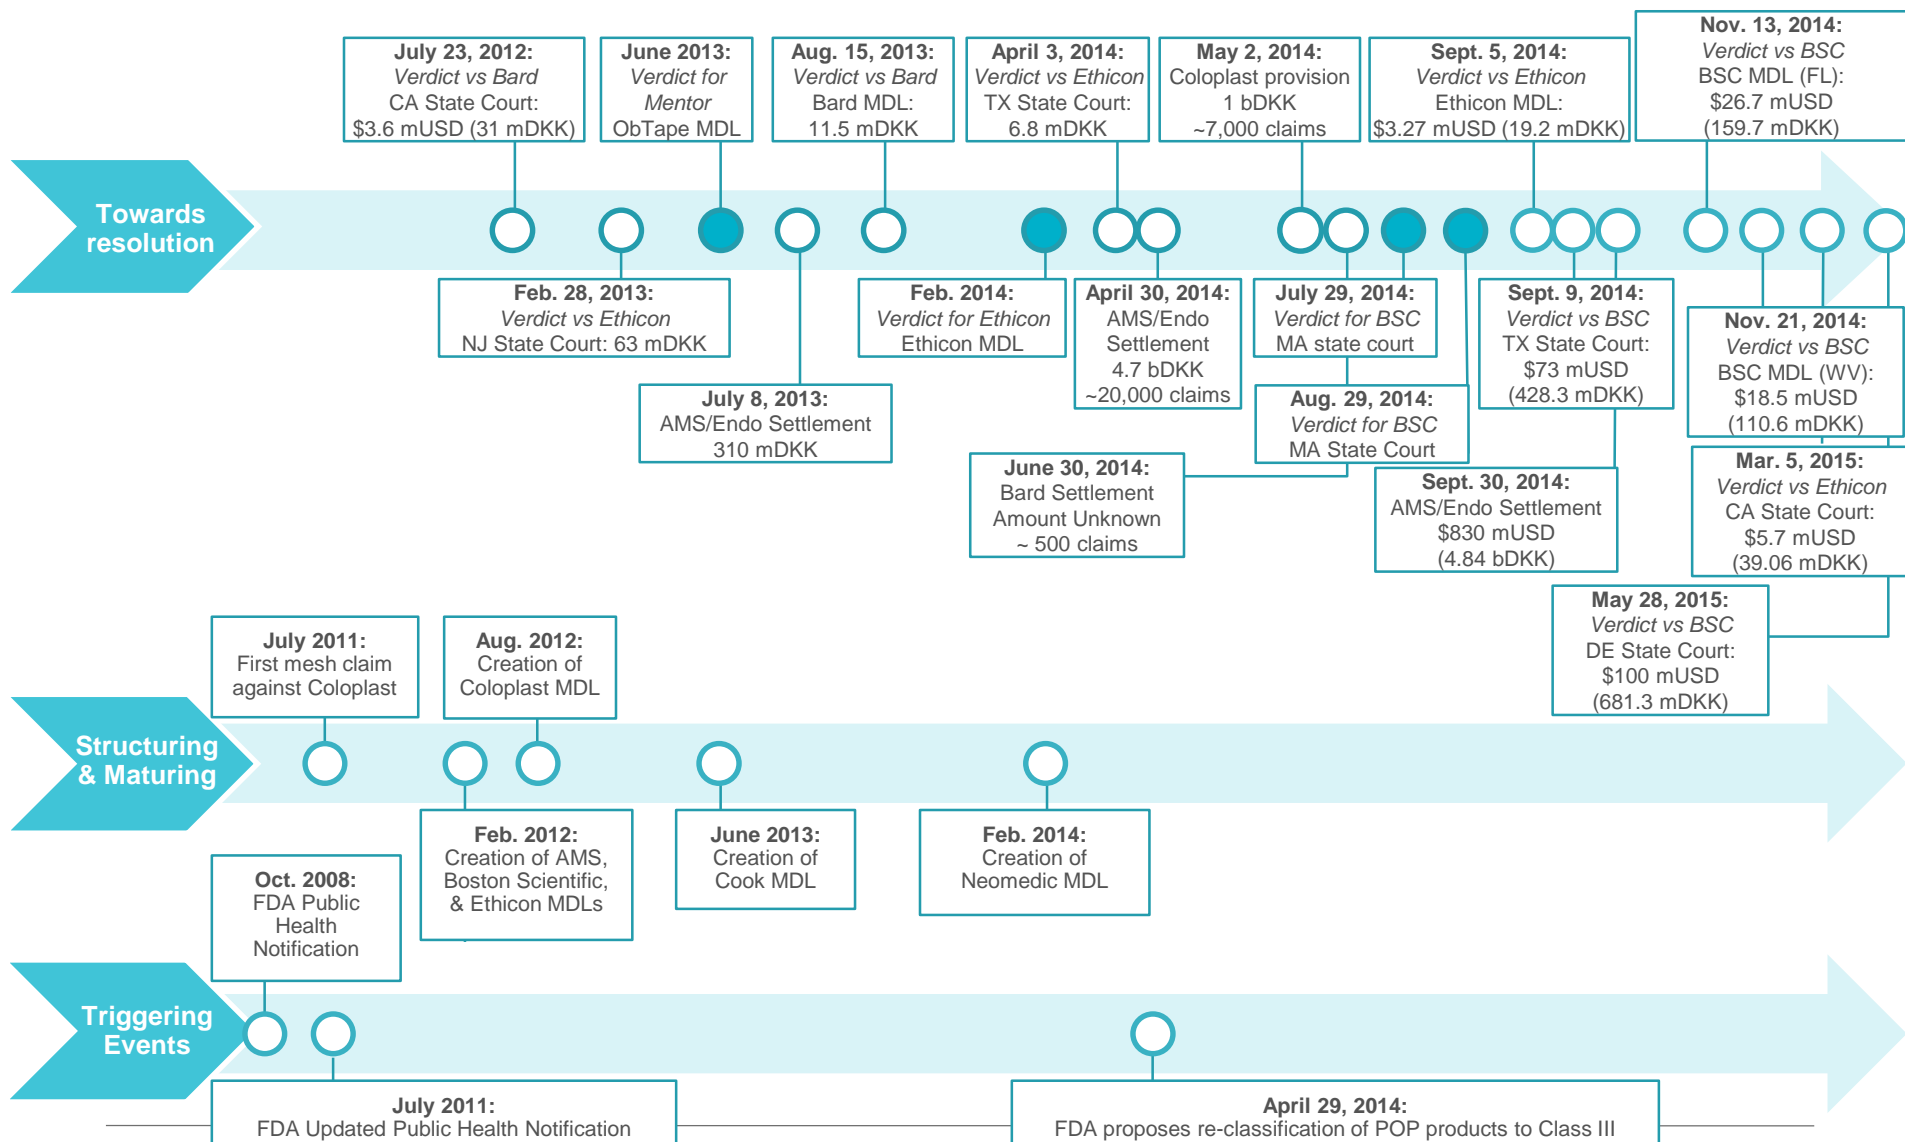 July 23, 2012:
Verdict vs Bard
CA State Court:
$3.6 mUSD (31 mDKK)
June 2013:
Verdict for
Mentor
ObTape MDL
Aug. 15, 2013:
Verdict vs Bard
Bard MDL:
11.5 mDKK
April 3, 2014:
Verdict vs Ethicon
TX State Court:
6.8 mDKK
May 2, 2014:
Coloplast provision
1 bDKK
~7,000 claims
Sept. 5, 2014:
Verdict vs Ethicon
Ethicon MDL:
$3.27 mUSD (19.2 mDKK)
Nov. 13, 2014:
Verdict vs BSC
BSC MDL (FL):
$26.7 mUSD
(159.7 mDKK)
Towards
resolution
Feb. 28, 2013:
Verdict vs Ethicon
NJ State Court: 63 mDKK
July 8, 2013:
AMS/Endo Settlement
310 mDKK
Feb. 2014:
Verdict for Ethicon
Ethicon MDL
April 30, 2014:
AMS/Endo
Settlement
4.7 bDKK
~20,000 claims
July 29, 2014:
Verdict for BSC
MA state court
Aug. 29, 2014:
Verdict for BSC
MA State Court
June 30, 2014:
Bard Settlement
Amount Unknown
~ 500 claims
Sept. 9, 2014:
Verdict vs BSC
TX State Court:
$73 mUSD
(428.3 mDKK)
Sept. 30, 2014:
AMS/Endo Settlement
$830 mUSD
(4.84 bDKK)
Nov. 21, 2014:
Verdict vs BSC
BSC MDL (WV):
$18.5 mUSD
(110.6 mDKK)
Mar. 5, 2015:
Verdict vs Ethicon
CA State Court:
$5.7 mUSD
(39.06 mDKK)
May 28, 2015:
Verdict vs BSC
DE State Court:
$100 mUSD
(681.3 mDKK)
July 2011:
First mesh claim
against Coloplast
Aug. 2012:
Creation of
Coloplast MDL
Structuring
& Maturing
Feb. 2012:
Creation of AMS,
Boston Scientific,
& Ethicon MDLs
June 2013:
Creation of
Cook MDL
Feb. 2014:
Creation of
Neomedic MDL
Oct. 2008:
FDA Public
Health
Notification
Triggering
Events
July 2011:
FDA Updated Public Health Notification
April 29, 2014:
FDA proposes re-classification of POP products to Class III